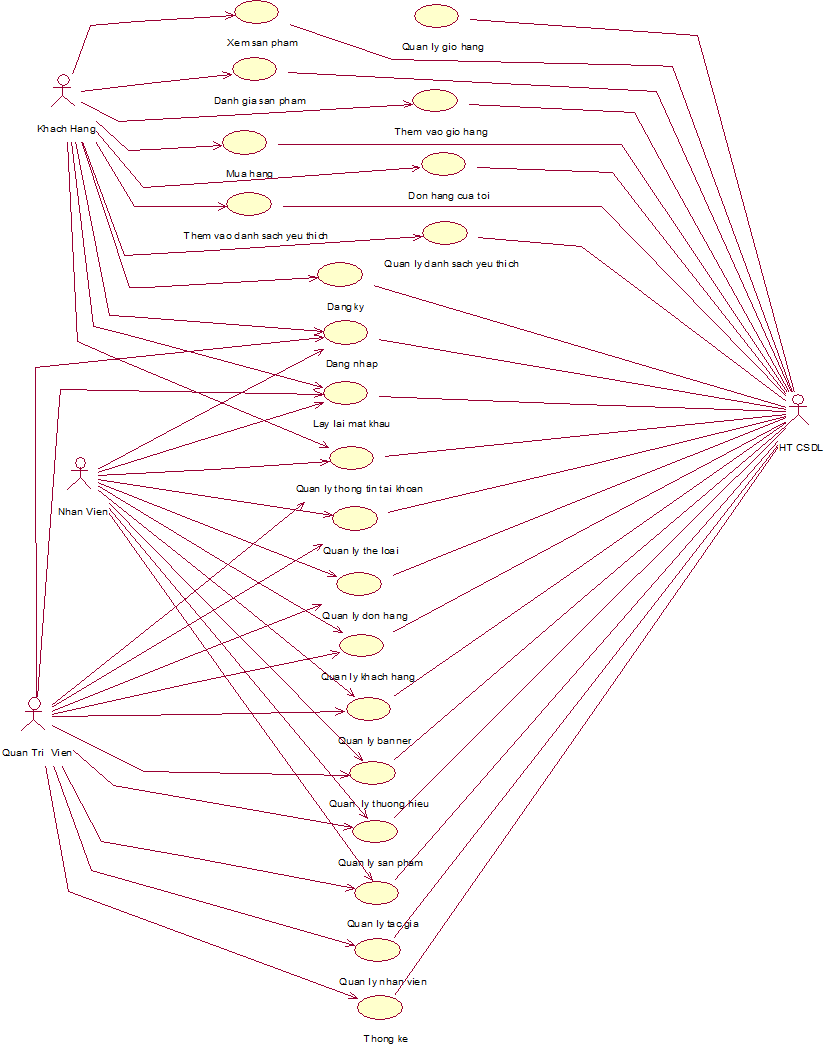 Xem san pham
Quan ly gio hang
Danh gia san pham
Khach Hang
Them vao gio hang
Mua hang
Don hang cua toi
Them vao danh sach yeu thich
Quan ly danh sach yeu thich
Dang ky
Dang nhap
Lay lai mat khau
HT CSDL
Quan ly thong tin tai khoan
Nhan Vien
Quan ly the loai
Quan ly don hang
Quan ly khach hang
Quan ly banner
Quan Tri Vien
Quan ly thuong hieu
Quan ly san pham
Quan ly tac gia
Quan ly nhan vien
Thong ke